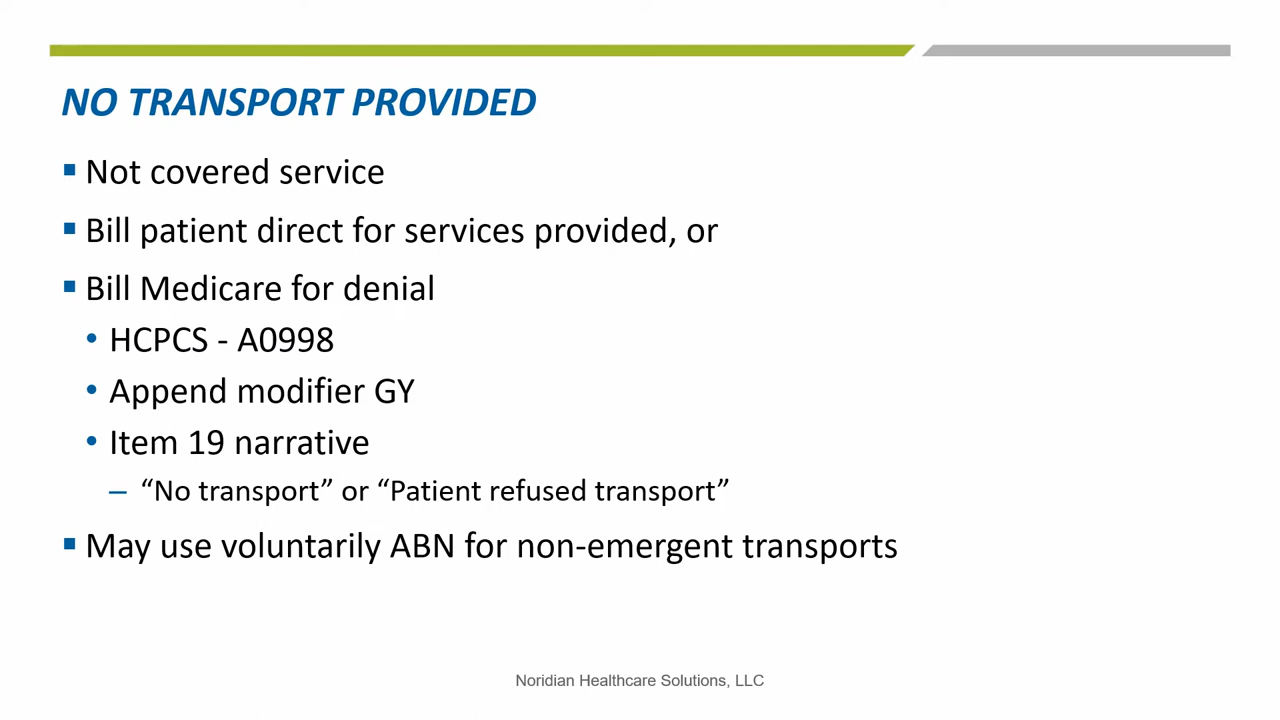 NO TRANSPORT PROVIDED
▪ Not covered service
▪ Bill patient direct for services provided, or
▪ Bill Medicare for denial
• HCPCS - A0998
• Append modifier GY
• Item 19 narrative
– “No transport” or “Patient refused transport”
▪ May use voluntarily ABN for non-emergent transports
Noridian Healthcare Solutions, LLC